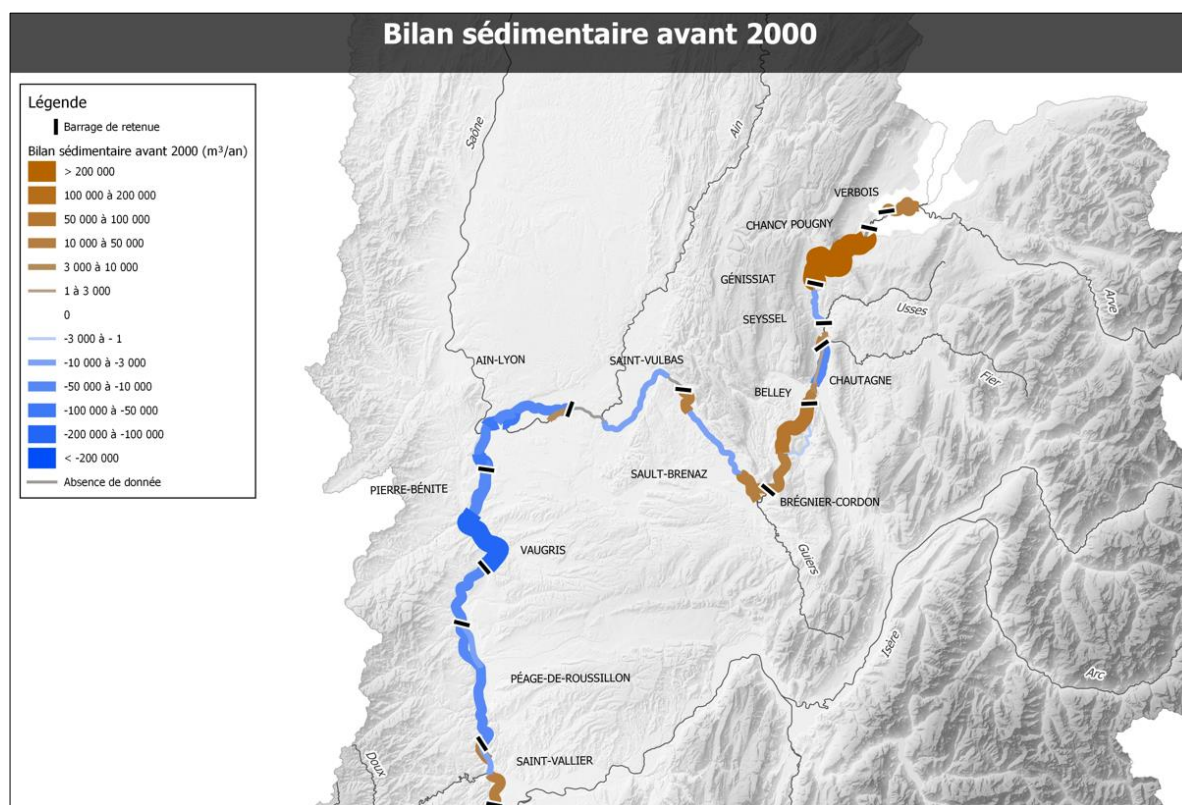 Bilan sédimentaire avant 2000
Légende
Barrage de retenue
Bilan sédimentaire avant 2000 (m³/an)
> 200 000
100 000 à 200 000
50 000 à 100 000
10 000 à 50 000
3 000 à 10 000
1 à 3 000
0
-3 000 à - 1
-10 000 à -3 000
-50 000 à -10 000
-100 000 à -50 000
-200 000 à -100 000
< -200 000
Absence de donnée
Saône
Ain
VERBOIS
CHANCY POUGNY
GÉNISSIAT
Usses
Arve
SEYSSEL
AIN-LYON
SAINT-VULBAS
Fier
BELLEY
CHAUTAGNE
SAULT-BRENAZ
PIERRE-BÉNITE
BRÉGNIER-CORDON
VAUGRIS
Guiers
Isère
PÉAGE-DE-ROUSSILLON
Arc
SAINT-VALLIER
Doux